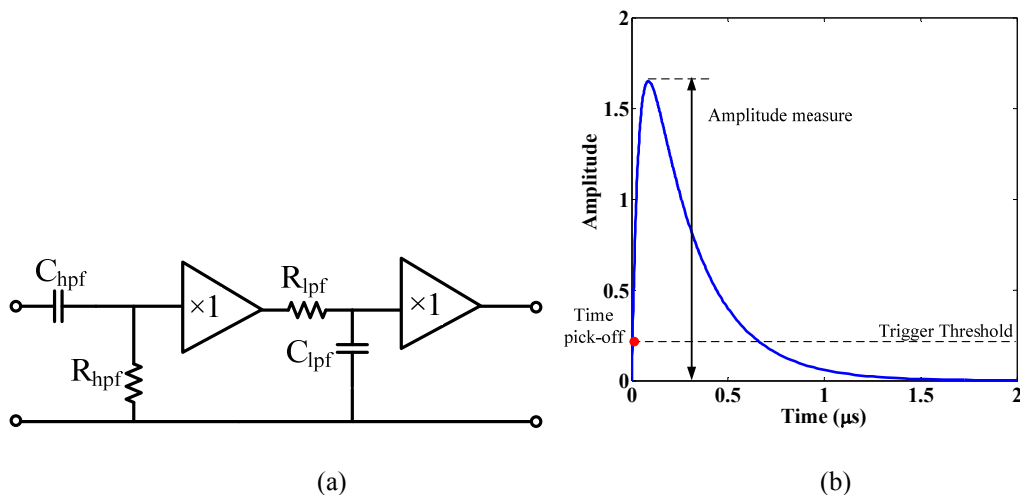 C_hpf
R_hpf
×1
R_lpf
C_lpf
×1
(a)
2
1.5
1
0.5
0
Amplitude
Amplitude measure
Time
pick-off
Trigger Threshold
0 0.5 1 1.5 2
Time (μs)
(b)